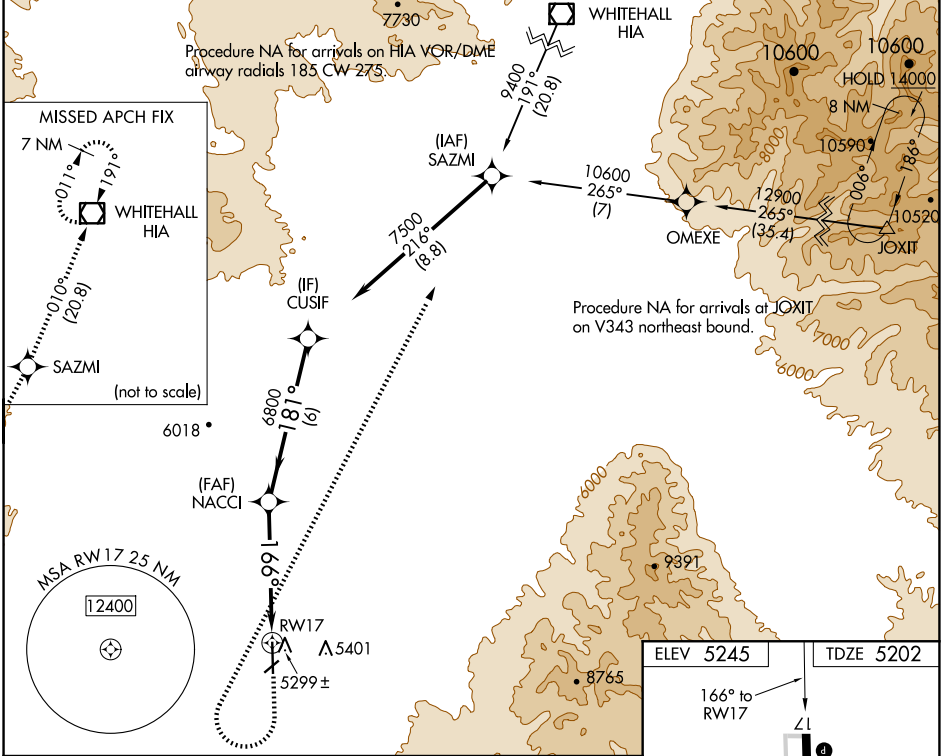 7730
WHITEHALL
HIA
Procedure NA for arrivals on HIA VOR/DME
airway radials 185 CW 275.
9400
191°
(20.8)
10600
10600
HOLD 14000
8 NM
10590
8000
006°
186°
10520
JOXIT
MISSED APCH FIX
7 NM
011°
191°
WHITEHALL
HIA
010°
(20.8)
SAZMI
(not to scale)
(IAF)
SAZMI
10600
265°
(7)
OMEXE
12900
265°
(35.4)
7500
216°
(8.8)
(IF)
CUSIF
Procedure NA for arrivals at JOXIT
on V343 northeast bound.
7000
6000
6800
181°
(6)
6018
(FAF)
NACCI
6000
166°
9391
MSA RW17 25 NM
12400
RW17
5401
5299 ±
8765
ELEV 5245
TDZE 5202
166° to
RW17
17
P